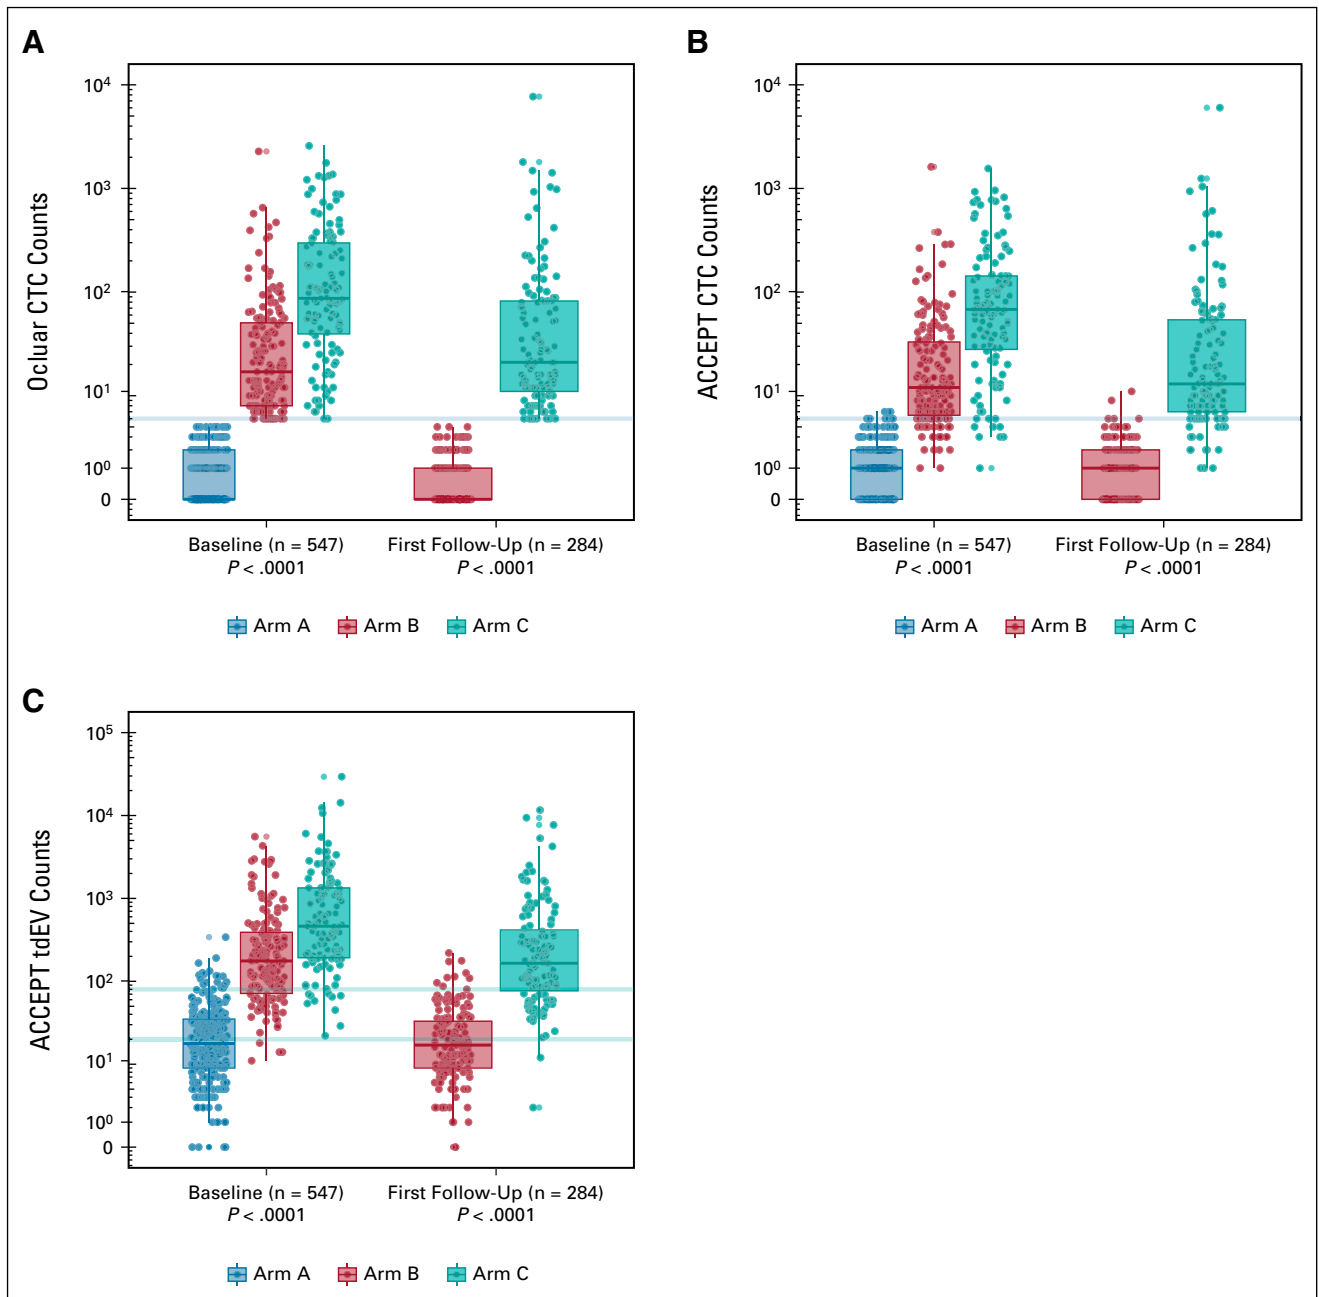 A
Ocluar CTC Counts
10⁴
10³
10²
10¹
10⁰
0
Baseline (n = 547)
P < .0001
First Follow-Up (n = 284)
P < .0001
Arm A
Arm B
Arm C
B
ACCEPT CTC Counts
10⁴
10³
10²
10¹
10⁰
0
Baseline (n = 547)
P < .0001
First Follow-Up (n = 284)
P < .0001
Arm A
Arm B
Arm C
C
ACCEPT tdEV Counts
10⁵
10⁴
10³
10²
10¹
10⁰
0
Baseline (n = 547)
P < .0001
First Follow-Up (n = 284)
P < .0001
Arm A
Arm B
Arm C